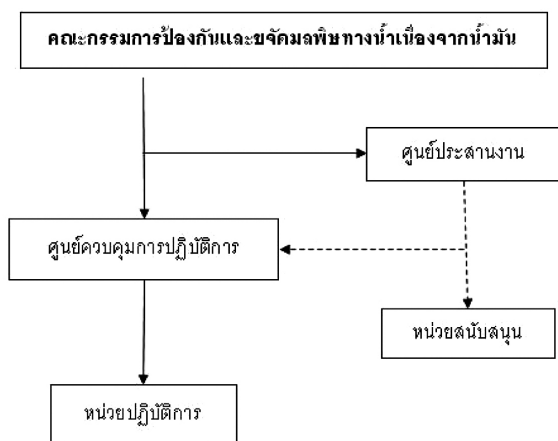 คณะกรรมการป้องกันและขจัดมลพิษทางน้ำเนื่องจากน้ำมัน
ศูนย์ประสานงาน
ศูนย์ควบคุมการปฏิบัติการ
หน่วยสนับสนุน
หน่วยปฏิบัติการ